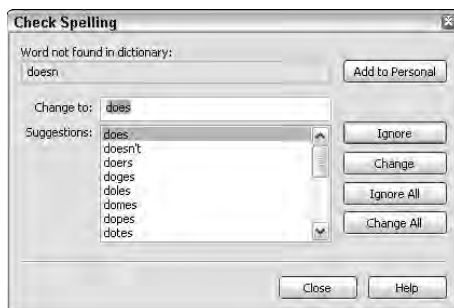 Check Spelling
Word not found in dictionary:
doesn
Add to Personal
Change to: does
Suggestions: does
doesn't
doers
doges
doles
domes
dopes
dotes
Ignore
Change
Ignore All
Change All
Close Help